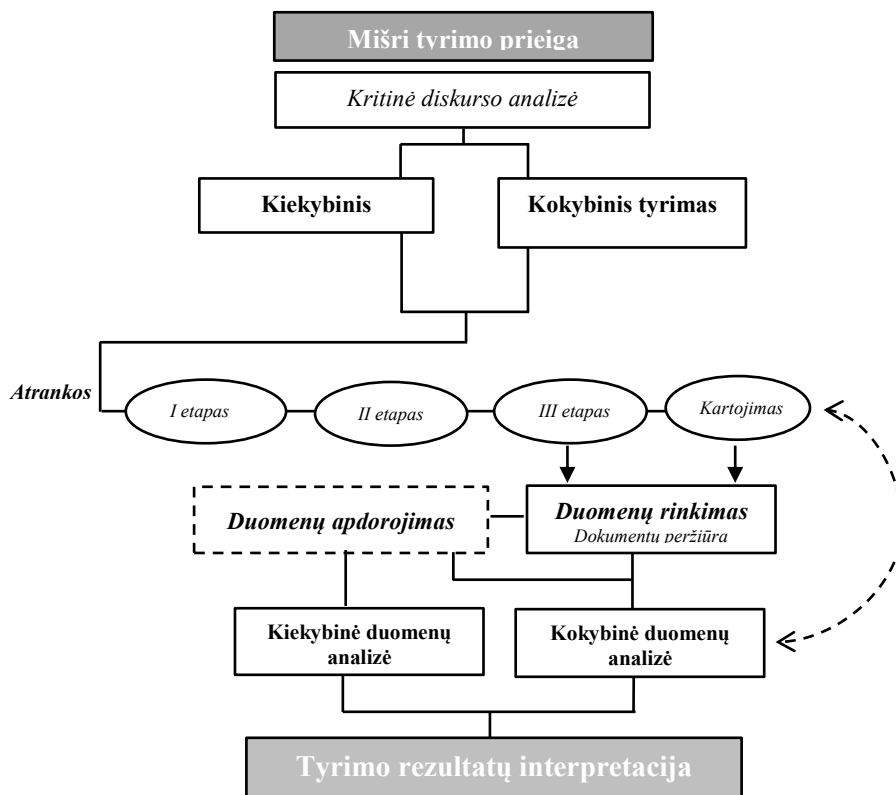 Mišri tyrimo prieiga
Kritinė diskurso analizė
Kiekybinis
Kokybinis tyrimas
Atrankos
I etapas
II etapas
III etapas
Kartojimas
Duomenų apdorojimas
Duomenų rinkimas
Dokumentu peržiūra
Kiekybinė duomenų
analizė
Kokybinė duomenų
analizė
Tyrimo rezultatų interpretacija